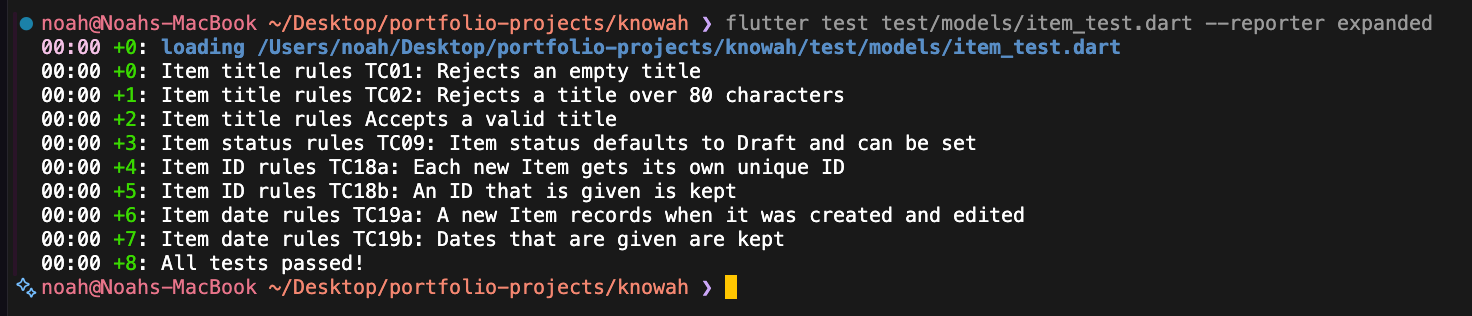 noah@Noahs-MacBook ~/Desktop/portfolio-projects/knowah ❯ flutter test test/models/item_test.dart --reporter expanded
00:00 +0: loading /Users/noah/Desktop/portfolio-projects/knowah/test/models/item_test.dart
00:00 +0: Item title rules TC01: Rejects an empty title
00:00 +1: Item title rules TC02: Rejects a title over 80 characters
00:00 +2: Item title rules Accepts a valid title
00:00 +3: Item status rules TC09: Item status defaults to Draft and can be set
00:00 +4: Item ID rules TC18a: Each new Item gets its own unique ID
00:00 +5: Item ID rules TC18b: An ID that is given is kept
00:00 +6: Item date rules TC19a: A new Item records when it was created and edited
00:00 +7: Item date rules TC19b: Dates that are given are kept
00:00 +8: All tests passed!
noah@Noahs-MacBook ~/Desktop/portfolio-projects/knowah ❯